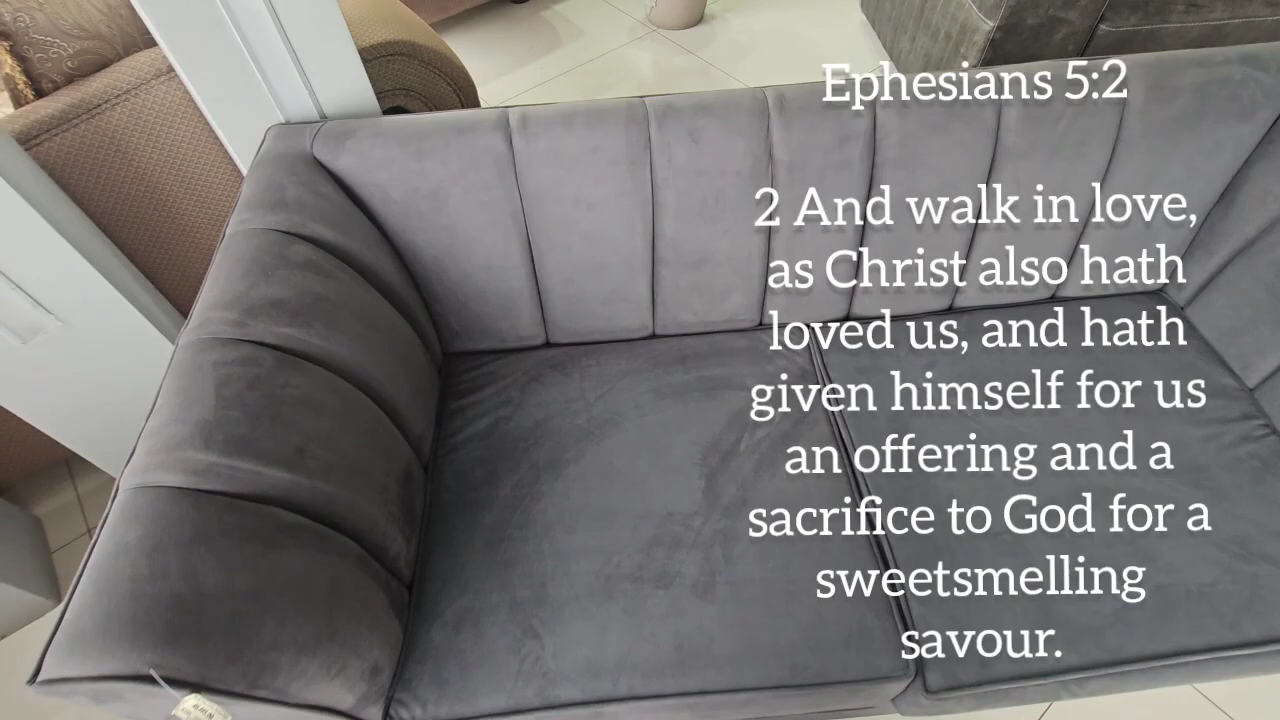 Ephesians 5:2
2 And walk in love,
as Christ also hath
loved us, and hath
given himself for us
an offering and a
sacrifice to God for a
sweetsmelling
savour.